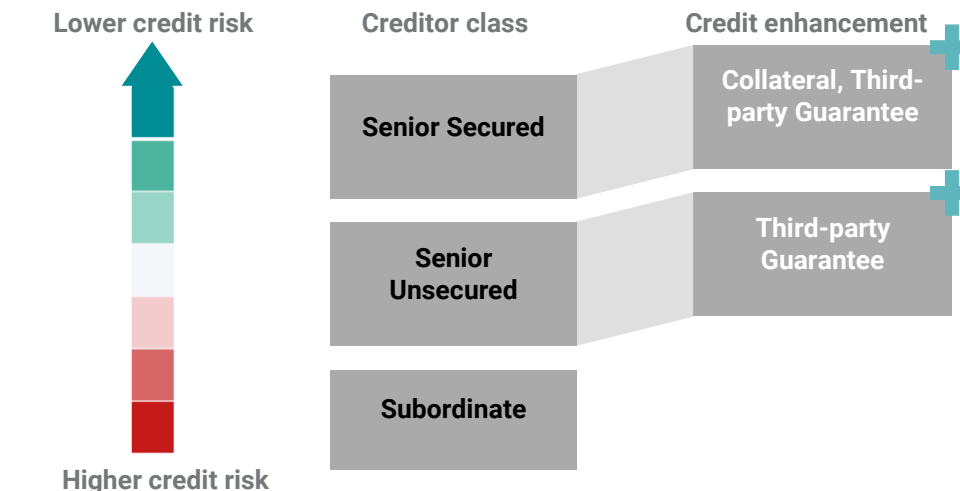 Lower credit risk
Creditor class
Credit enhancement
Senior Secured
Collateral, Third-
party Guarantee
Senior
Unsecured
Third-party
Guarantee
Subordinate
Higher credit risk